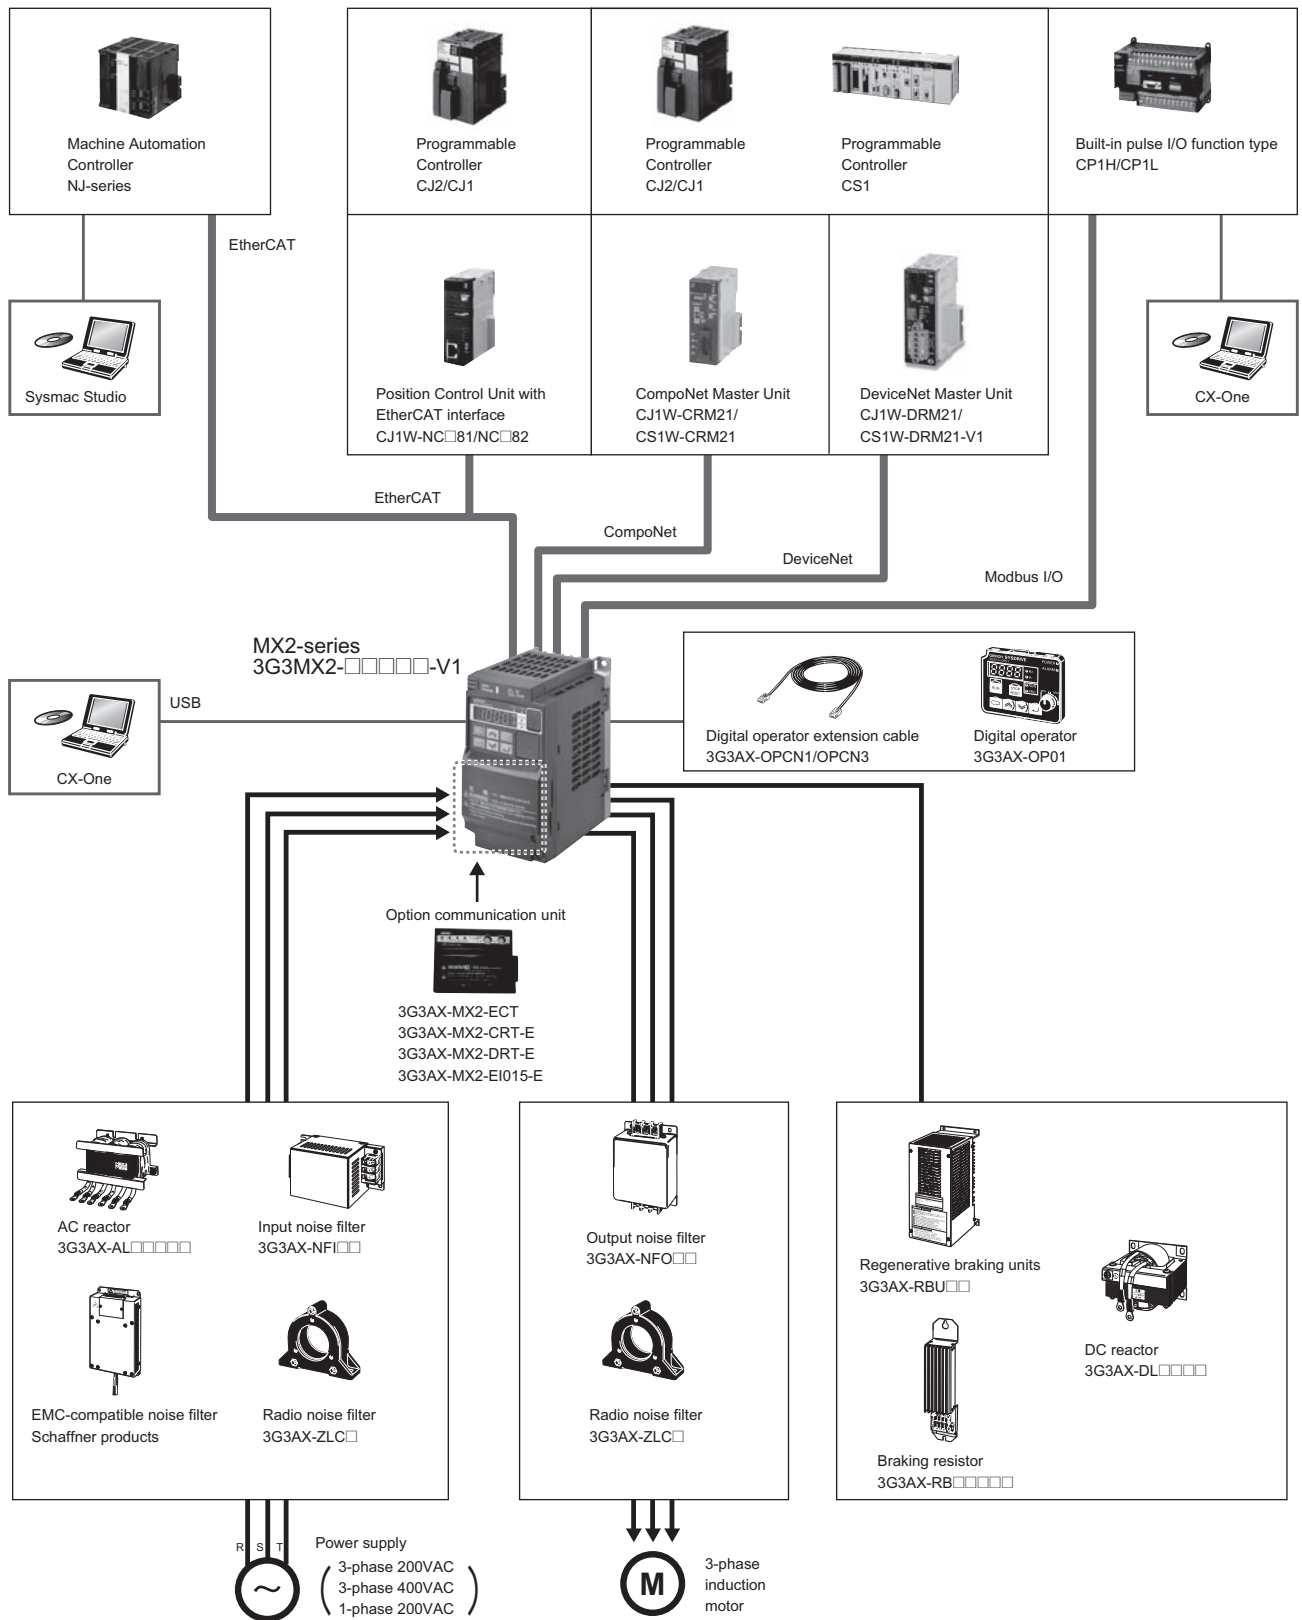 Machine Automation
Controller
NJ-series
Programmable
Controller
CJ2/CJ1
Programmable
Controller
CJ2/CJ1
Programmable
Controller
CS1
Built-in pulse I/O function type
CP1H/CP1L
EtherCAT
Sysmac Studio
Position Control Unit with
EtherCAT interface
CJ1W-NC□81/NC□82
CompoNet Master Unit
CJ1W-CRM21/
CS1W-CRM21
DeviceNet Master Unit
CJ1W-DRM21/
CS1W-DRM21-V1
CX-One
EtherCAT
CompoNet
DeviceNet
Modbus I/O
MX2-series
3G3MX2-□□□□□-V1
USB
CX-One
Digital operator extension cable
3G3AX-OPCN1/OPCN3
Digital operator
3G3AX-OP01
Option communication unit
3G3AX-MX2-ECT
3G3AX-MX2-CRT-E
3G3AX-MX2-DRT-E
3G3AX-MX2-EI015-E
AC reactor
3G3AX-AL□□□□□
Input noise filter
3G3AX-NFI□□
EMC-compatible noise filter
Schaffner products
Radio noise filter
3G3AX-ZLC□
Output noise filter
3G3AX-NFO□□
Radio noise filter
3G3AX-ZLC□
Regenerative braking units
3G3AX-RBU□□
DC reactor
3G3AX-DL□□□□
Braking resistor
3G3AX-RB□□□□□
R S T
Power supply
3-phase 200VAC
3-phase 400VAC
1-phase 200VAC
M
3-phase
induction
motor